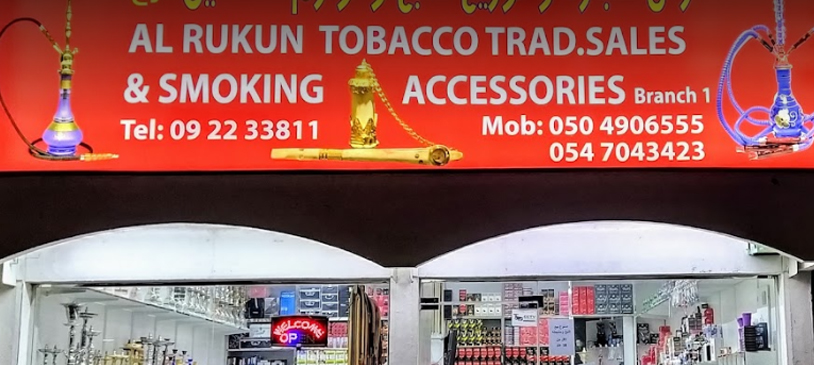 AL RUKUN TOBACCO TRAD.SALES
& SMOKING ACCESSORIES Branch 1
Tel: 09 22 33811
Mob: 050 4906555
054 7043423
WELCOME
OP